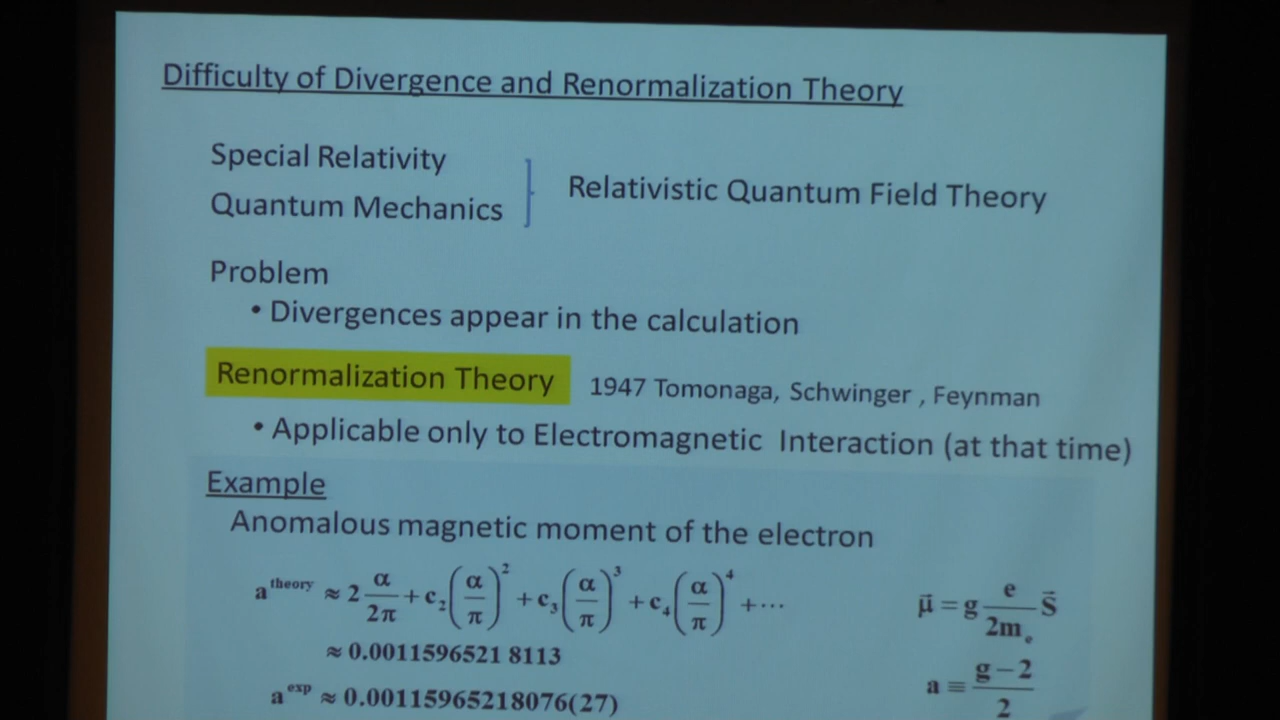 Difficulty of Divergence and Renormalization Theory
Special Relativity
Quantum Mechanics
Relativistic Quantum Field Theory
Problem
• Divergences appear in the calculation
Renormalization Theory 1947 Tomonaga, Schwinger , Feynman
• Applicable only to Electromagnetic Interaction (at that time)
Example
Anomalous magnetic moment of the electron
a^theory ≈ 2 α/2π + c₂(α/π)² + c₃(α/π)³ + c₄(α/π)⁴ + ⋯
μ⃗ = g e/2mₑ S⃗
≈ 0.0011596521 8113
a ≡ g − 2/2
a^exp ≈ 0.00115965218076(27)